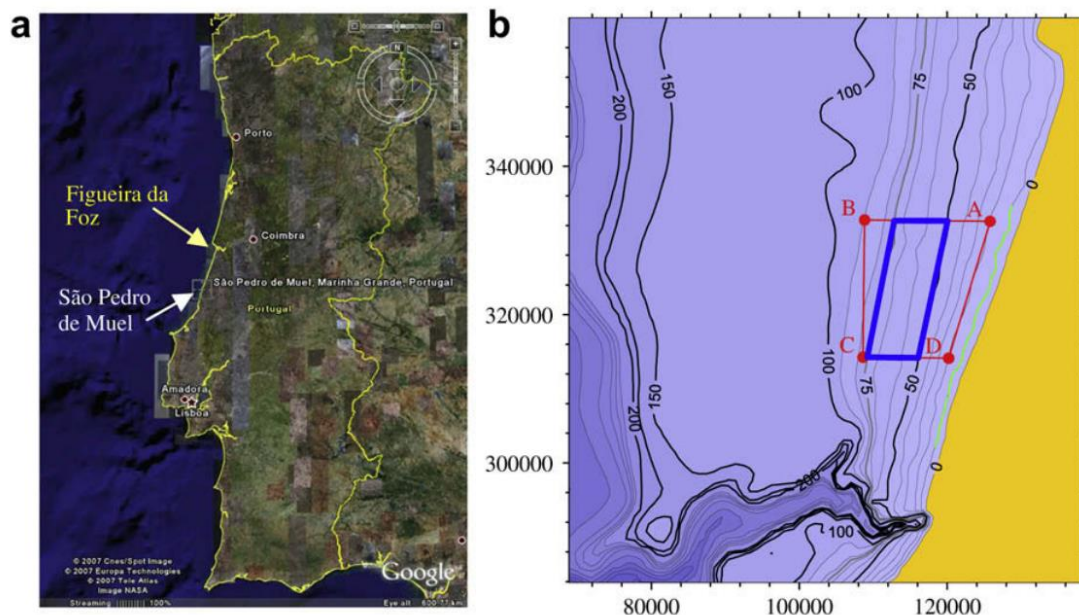 a
N
Porto
Figueira da
Foz
Coimbra
São Pedro de Muel, Marinha Grande, Portugal
São Pedro
de Muel
Portugal
Amadora
Lisboa
© 2007 Cnes/Spot Image
© 2007 Europa Technologies
© 2007 Tele Atlas
Image NASA
Google
Streaming |||||||||| 100%
b
200
150
100
75
50
0
340000
B
A
320000
C
D
200
150
100
75
50
0
300000
200
100
80000
100000
120000